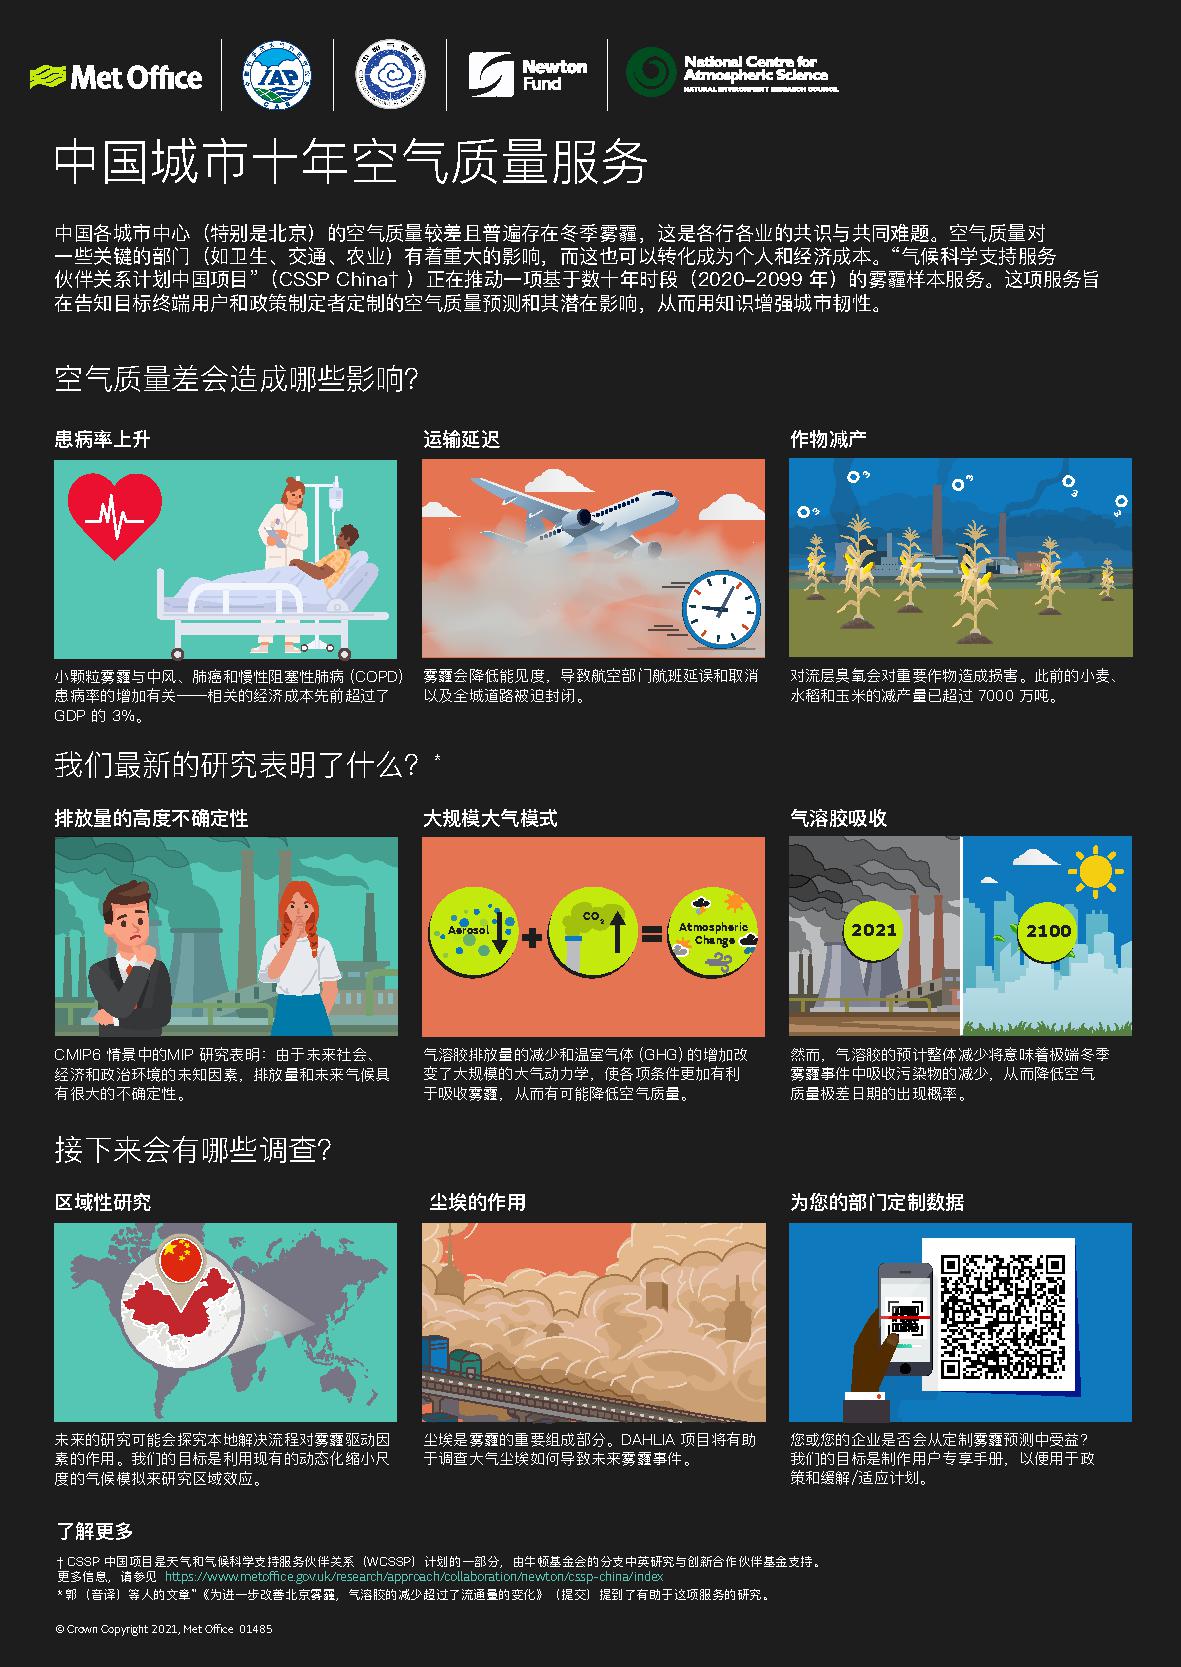 Met Office
IAP
CAS
Newton
Fund
National Centre for
Atmospheric Science
NATURAL ENVIRONMENT RESEARCH COUNCIL
中国城市十年空气质量服务
中国各城市中心（特别是北京）的空气质量较差且普遍存在冬季雾霾，这是各行各业的共识与共同难题。空气质量对
一些关键的部门（如卫生、交通、农业）有着重大的影响，而这也可以转化成为个人和经济成本。“气候科学支持服务
伙伴关系计划中国项目”（CSSP China† ）正在推动一项基于数十年时段（2020-2099 年）的雾霾样本服务。这项服务旨
在告知目标终端用户和政策制定者定制的空气质量预测和其潜在影响，从而用知识增强城市韧性。
空气质量差会造成哪些影响？
患病率上升
运输延迟
作物减产
O3
O3
O3
O3
O3
小颗粒雾霾与中风、肺癌和慢性阻塞性肺病 (COPD)
患病率的增加有关——相关的经济成本先前超过了
GDP 的 3%。
雾霾会降低能见度，导致航空部门航班延误和取消
以及全城道路被迫封闭。
对流层臭氧会对重要作物造成损害。此前的小麦、
水稻和玉米的减产量已超过 7000 万吨。
我们最新的研究表明了什么？*
排放量的高度不确定性
大规模大气模式
气溶胶吸收
Aerosol
CO2
Atmospheric
Change
2021
2100
CMIP6 情景中的MIP 研究表明：由于未来社会、
经济和政治环境的未知因素，排放量和未来气候具
有很大的不确定性。
气溶胶排放量的减少和温室气体 (GHG) 的增加改
变了大规模的大气动力学，使各项条件更加有利
于吸收雾霾，从而有可能降低空气质量。
然而，气溶胶的预计整体减少将意味着极端冬季
雾霾事件中吸收污染物的减少，从而降低空气
质量极差日期的出现概率。
接下来会有哪些调查？
区域性研究
尘埃的作用
为您的部门定制数据
未来的研究可能会探究本地解决流程对雾霾驱动因
素的作用。我们的目标是利用现有的动态化缩小尺
度的气候模拟来研究区域效应。
尘埃是雾霾的重要组成部分。DAHLIA 项目将有助
于调查大气尘埃如何导致未来雾霾事件。
您或您的企业是否会从定制雾霾预测中受益？
我们的目标是制作用户专享手册，以便用于政
策和缓解/适应计划。
了解更多
† CSSP 中国项目是天气和气候科学支持服务伙伴关系（WCSSP）计划的一部分，由牛顿基金会的分支中英研究与创新合作伙伴基金支持。
更多信息，请参见 https://www.metoffice.gov.uk/research/approach/collaboration/newton/cssp-china/index
* 郭（音译）等人的文章“《为进一步改善北京雾霾，气溶胶的减少超过了流通量的变化》（提交）提到了有助于这项服务的研究。
© Crown Copyright 2021, Met Office 01485